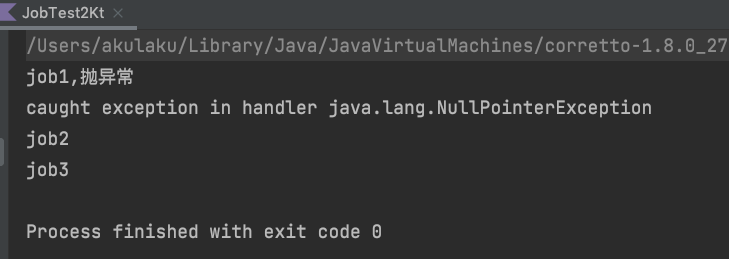 JobTest2Kt
/Users/akulaku/Library/Java/JavaVirtualMachines/corretto-1.8.0_27
job1,抛异常
caught exception in handler java.lang.NullPointerException
job2
job3
Process finished with exit code 0